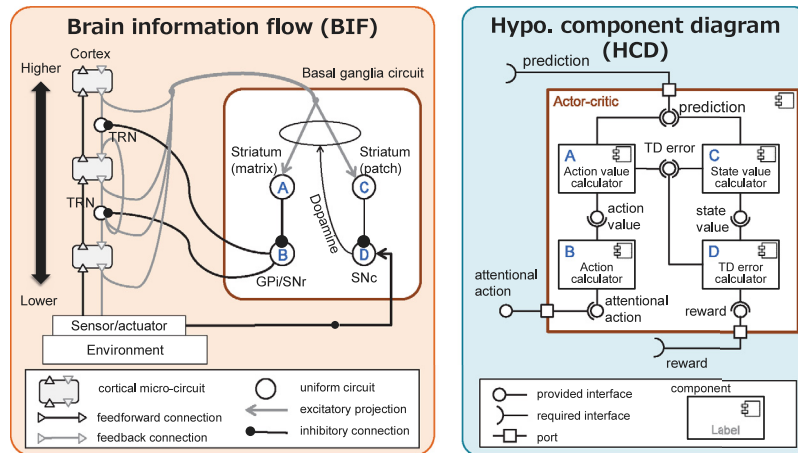 Brain information flow (BIF)
Higher
Cortex
Basal ganglia circuit
TRN
Striatum
(matrix)
Striatum
(patch)
TRN
A
C
Dopamine
B
D
GPi/SNr
SNc
Lower
Sensor/actuator
Environment
cortical micro-circuit
uniform circuit
feedforward connection
excitatory projection
feedback connection
inhibitory connection
Hypo. component diagram
(HCD)
prediction
Actor-critic
prediction
A
Action value
calculator
TD error
C
State value
calculator
action
value
state
value
attentional
action
B
Action
calculator
D
TD error
calculator
attentional
action
reward
reward
provided interface
required interface
port
component
Label